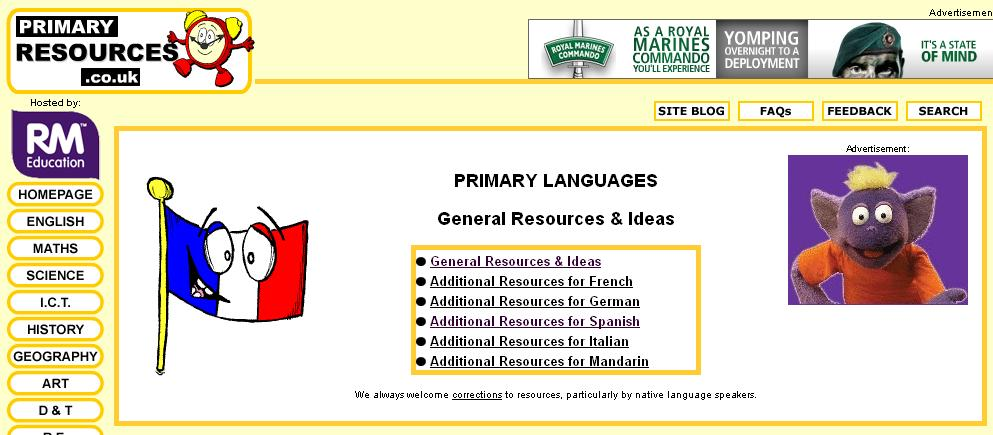 Advertisemen
PRIMARY
RESOURCES
.co.uk
ROYAL MARINES
COMMANDO
AS A ROYAL
MARINES
COMMANDO
YOU'LL EXPERIENCE
YOMPING
OVERNIGHT TO A
DEPLOYMENT
IT'S A STATE
OF MIND
Hosted by:
RM™
Education
SITE BLOG
FAQs
FEEDBACK
SEARCH
HOMEPAGE
ENGLISH
MATHS
SCIENCE
I.C.T.
HISTORY
GEOGRAPHY
ART
D & T
PRIMARY LANGUAGES
General Resources & Ideas
General Resources & Ideas
Additional Resources for French
Additional Resources for German
Additional Resources for Spanish
Additional Resources for Italian
Additional Resources for Mandarin
Advertisement:
We always welcome corrections to resources, particularly by native language speakers.